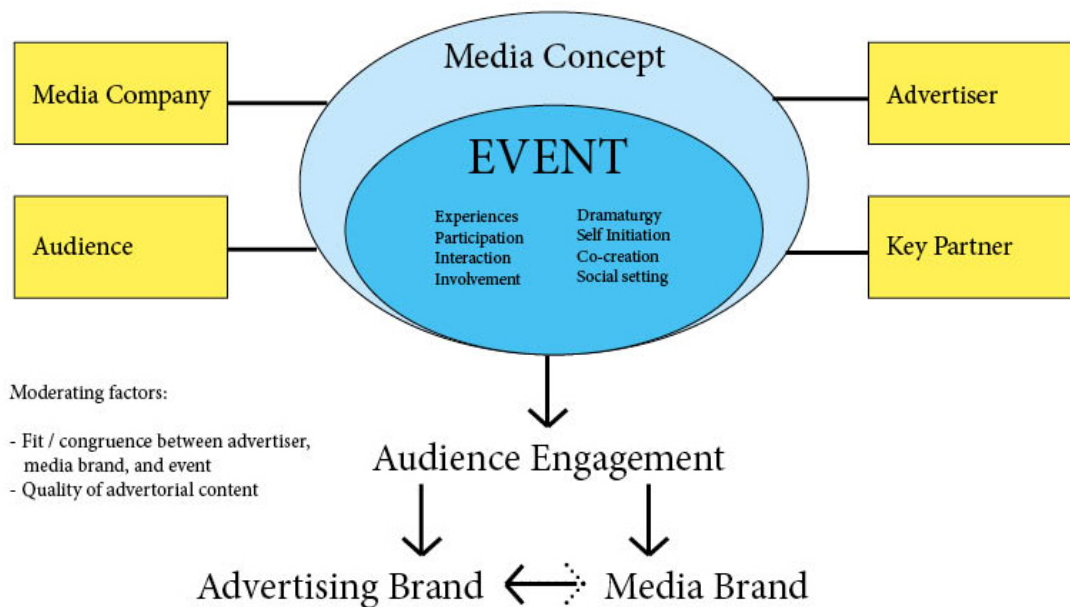 Media Concept
Media Company
Advertiser
EVENT
Experiences
Participation
Interaction
Involvement
Dramaturgy
Self Initiation
Co-creation
Social setting
Audience
Key Partner
Moderating factors:
- Fit / congruence between advertiser,
media brand, and event
- Quality of advertorial content
Audience Engagement
Advertising Brand
Media Brand